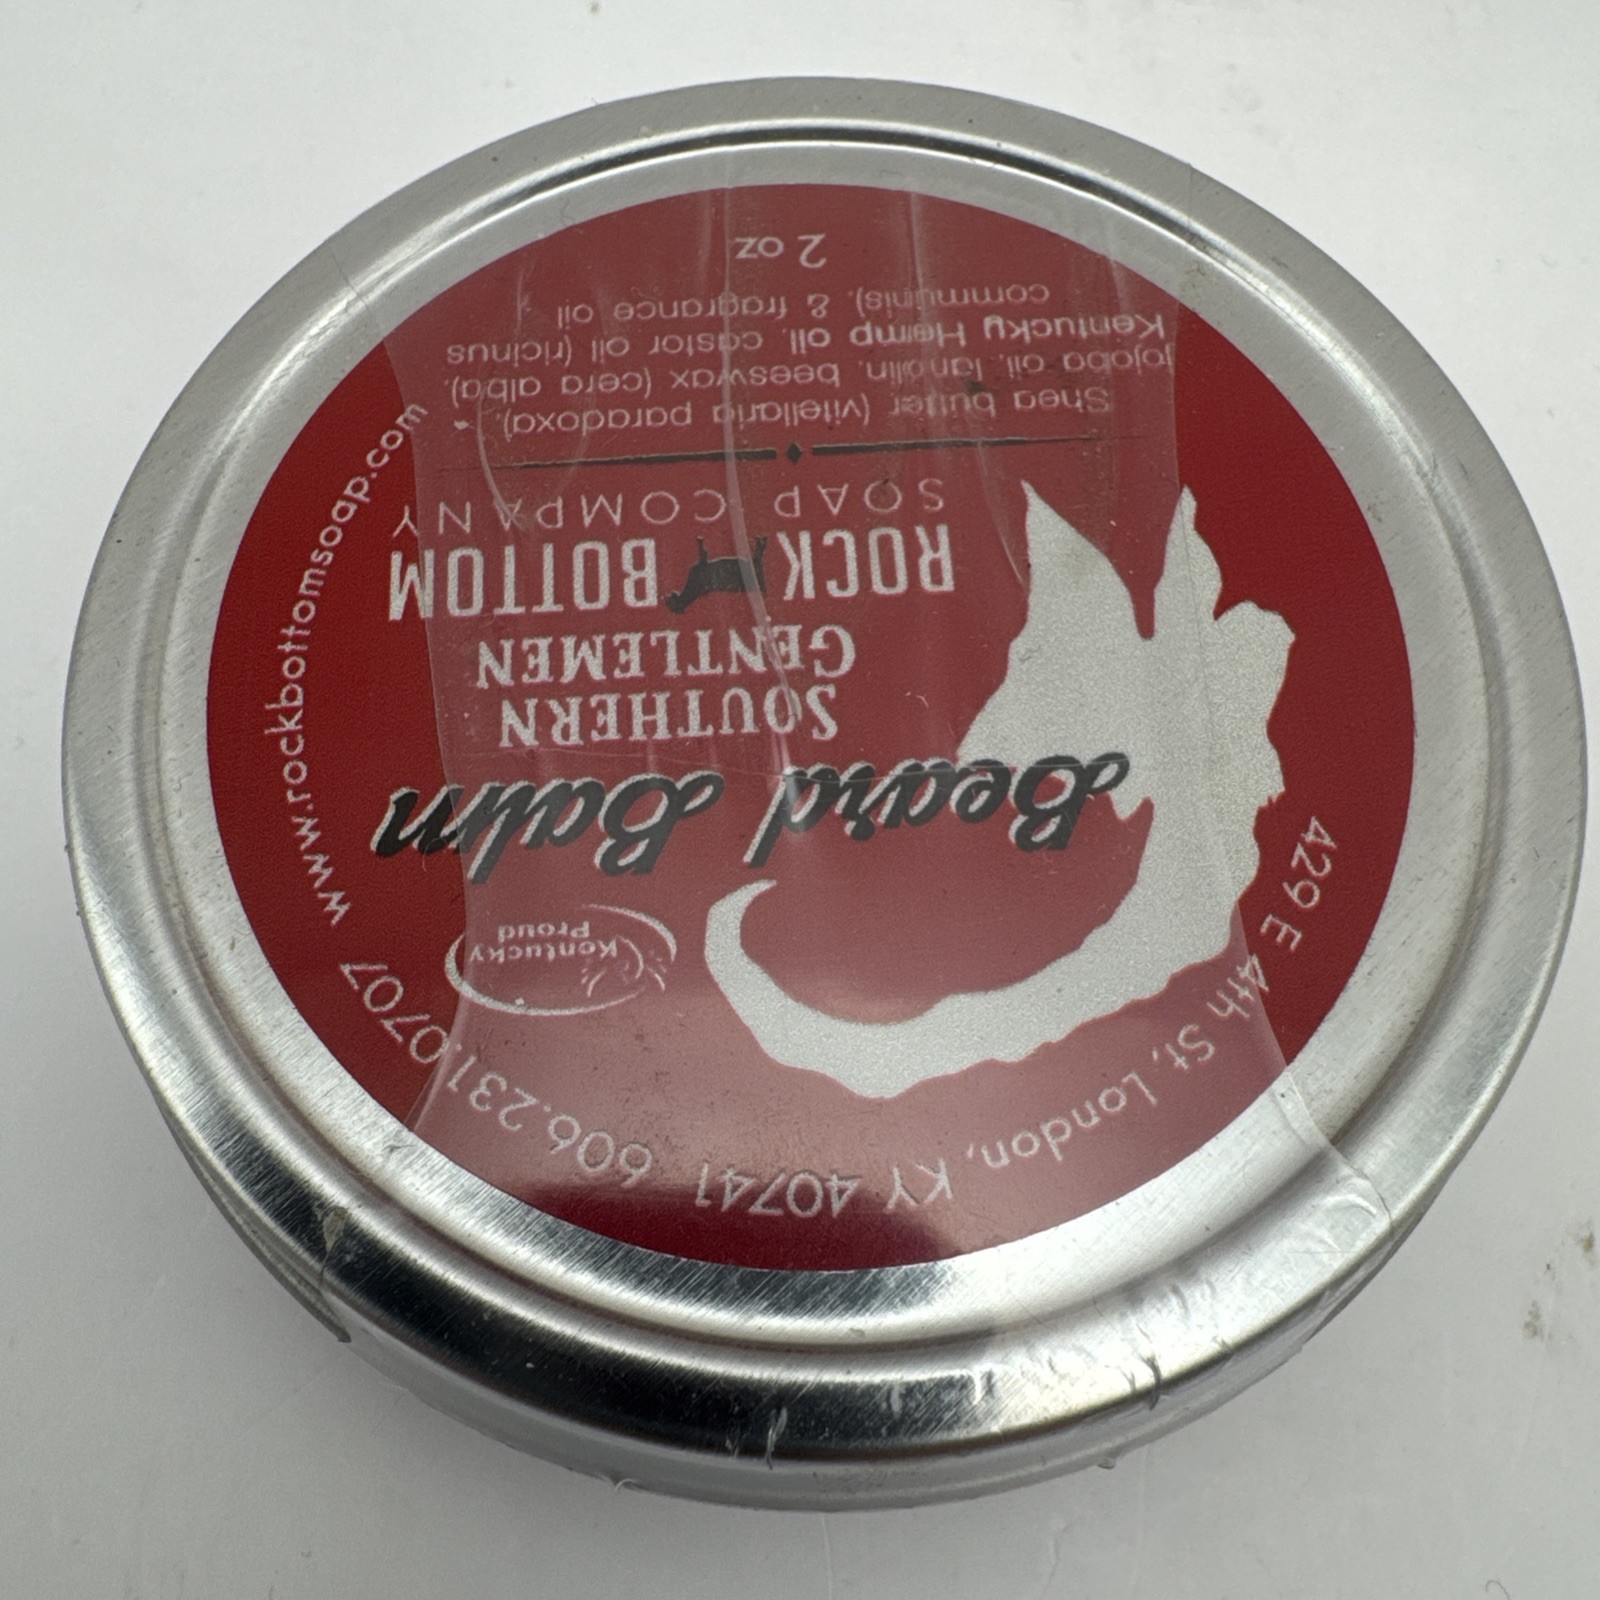 429 E 4th St, London, KY 40741 606.231.0707 www.rockbottomsoap.com
Kentucky
Proud
Beard Balm
SOUTHERN
GENTLEMEN
ROCK BOTTOM
SOAP COMPANY
Shea butter (vitellaria paradoxa),
jojoba oil, lanolin, beeswax (cera alba),
Kentucky Hemp oil, castor oil (ricinus
communis), & fragrance oil
2 oz